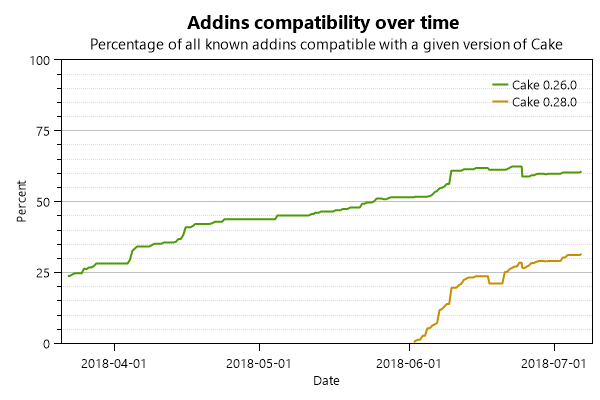 Addins compatibility over time
Percentage of all known addins compatible with a given version of Cake
100
Cake 0.26.0
Cake 0.28.0
75
50
25
0
Percent
2018-04-01
2018-05-01
2018-06-01
2018-07-01
Date